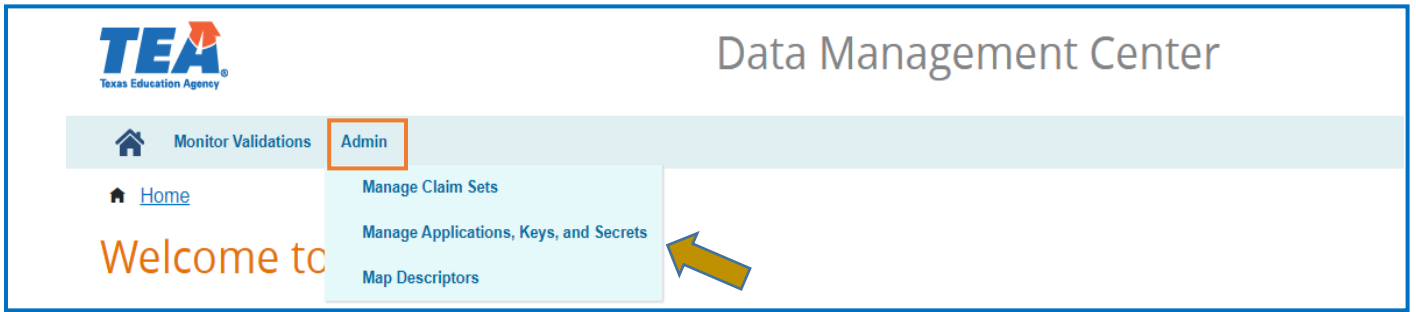 TEA®
Texas Education Agency
Data Management Center
Monitor Validations Admin
Home
Manage Claim Sets
Manage Applications, Keys, and Secrets
Welcome to
Map Descriptors